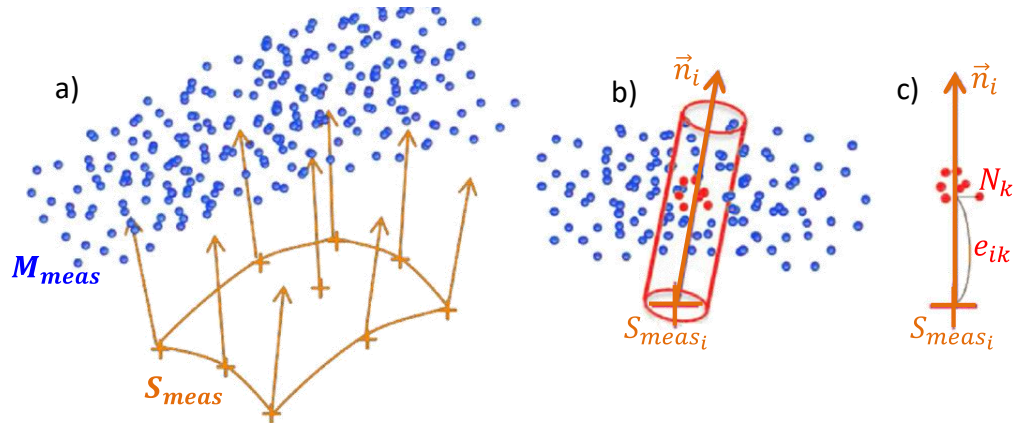 a)
M_meas
S_meas
b)
n⃗_i
S_meas_i
c)
n⃗_i
N_k
e_ik
S_meas_i